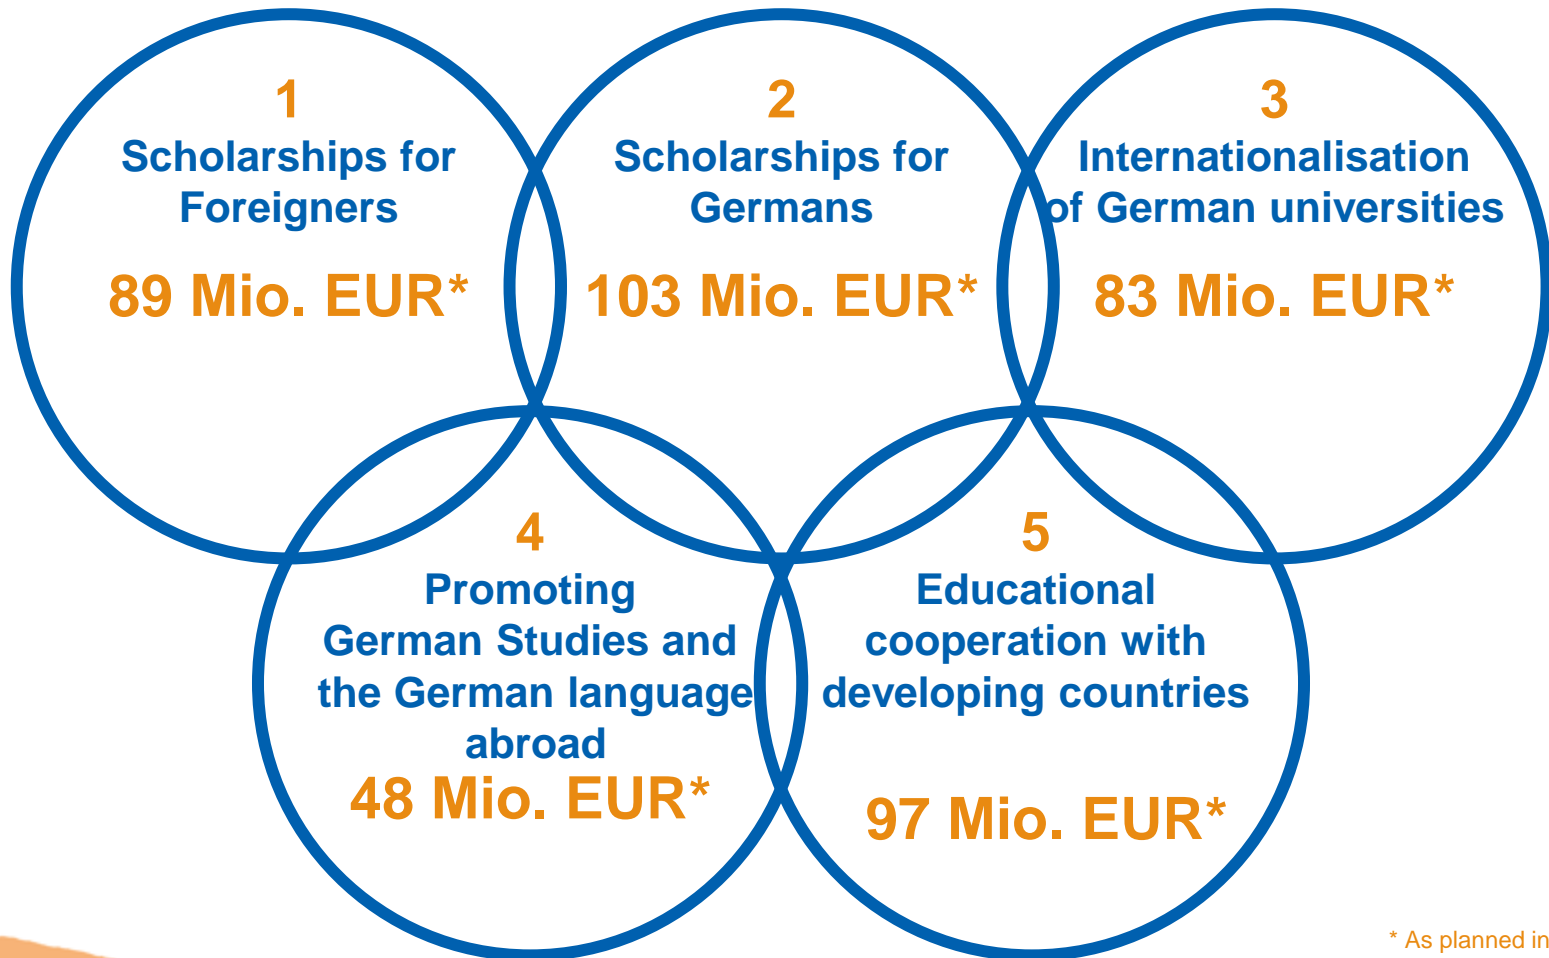 1
Scholarships for
Foreigners
89 Mio. EUR*
2
Scholarships for
Germans
103 Mio. EUR*
3
Internationalisation
of German universities
83 Mio. EUR*
4
Promoting
German Studies and
the German language
abroad
48 Mio. EUR*
5
Educational
cooperation with
developing countries
97 Mio. EUR*
* As planned in